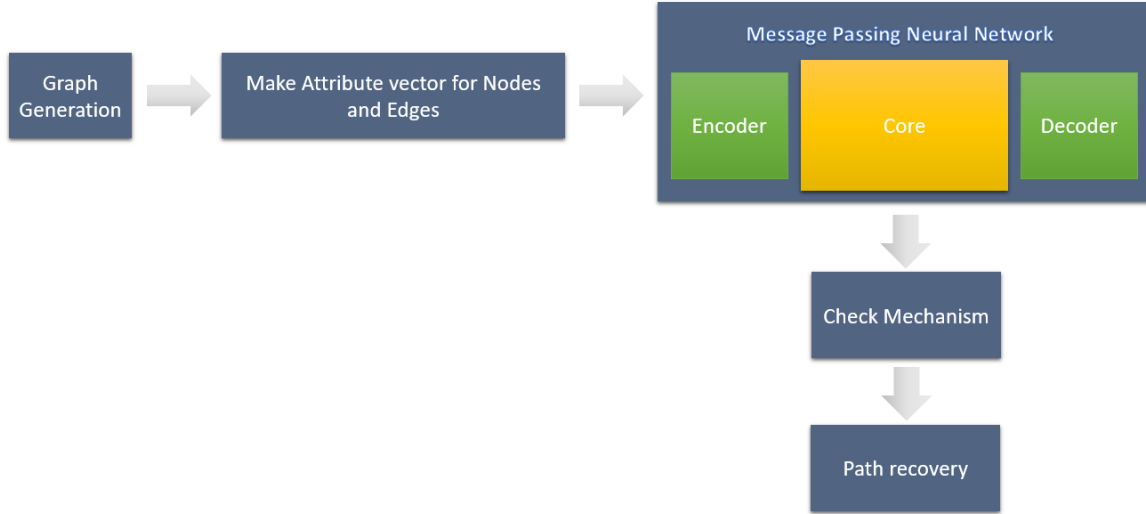 Graph
Generation
Make Attribute vector for Nodes
and Edges
Message Passing Neural Network
Encoder
Core
Decoder
Check Mechanism
Path recovery